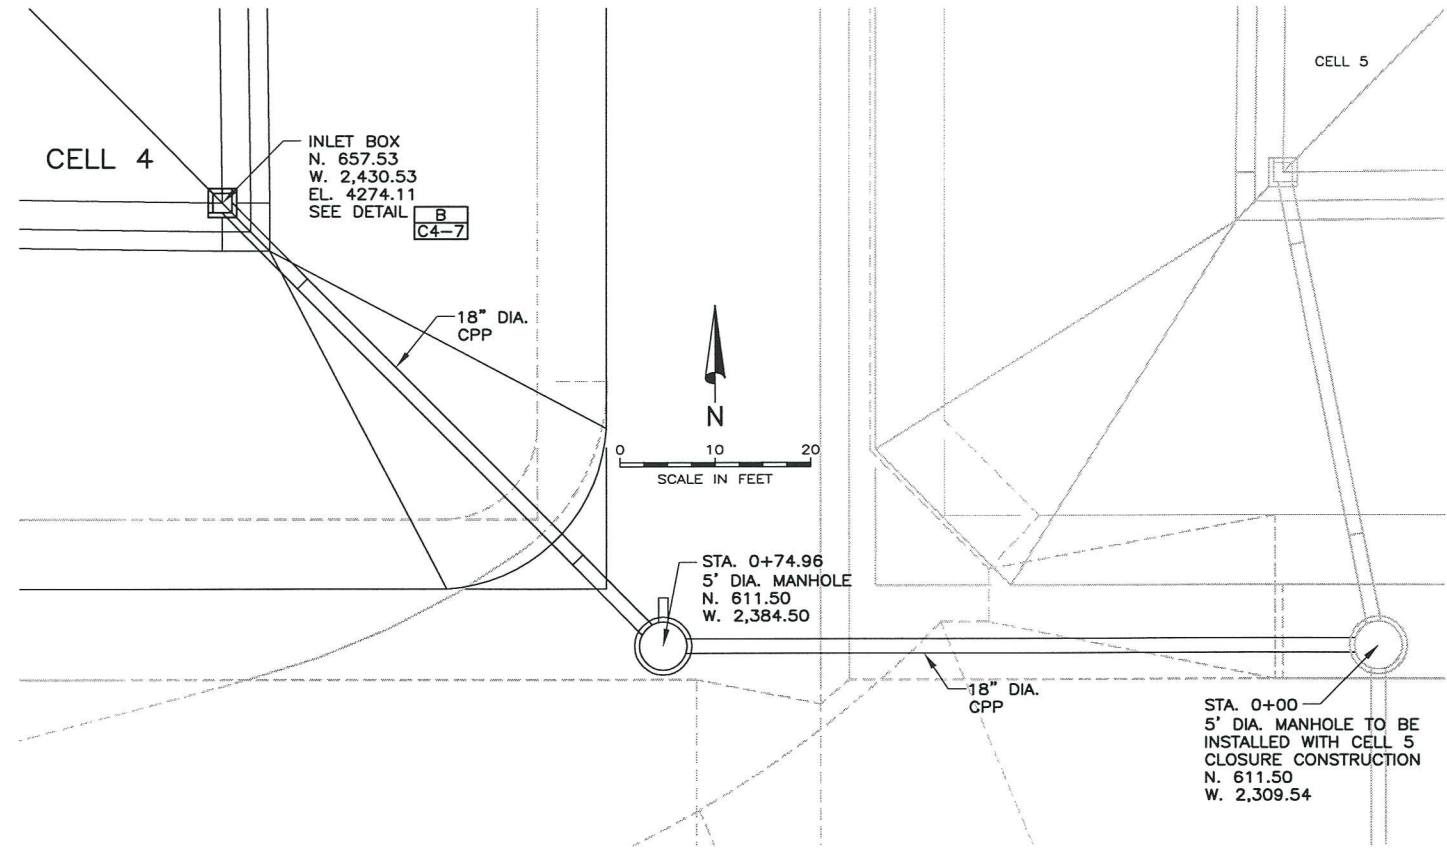 CELL 5
CELL 4
INLET BOX
N. 657.53
W. 2,430.53
EL. 4274.11
SEE DETAIL
B
C4-7
18" DIA.
CPP
N
0 10 20
SCALE IN FEET
STA. 0+74.96
5' DIA. MANHOLE
N. 611.50
W. 2,384.50
18" DIA.
CPP
STA. 0+00
5' DIA. MANHOLE TO BE
INSTALLED WITH CELL 5
CLOSURE CONSTRUCTION
N. 611.50
W. 2,309.54